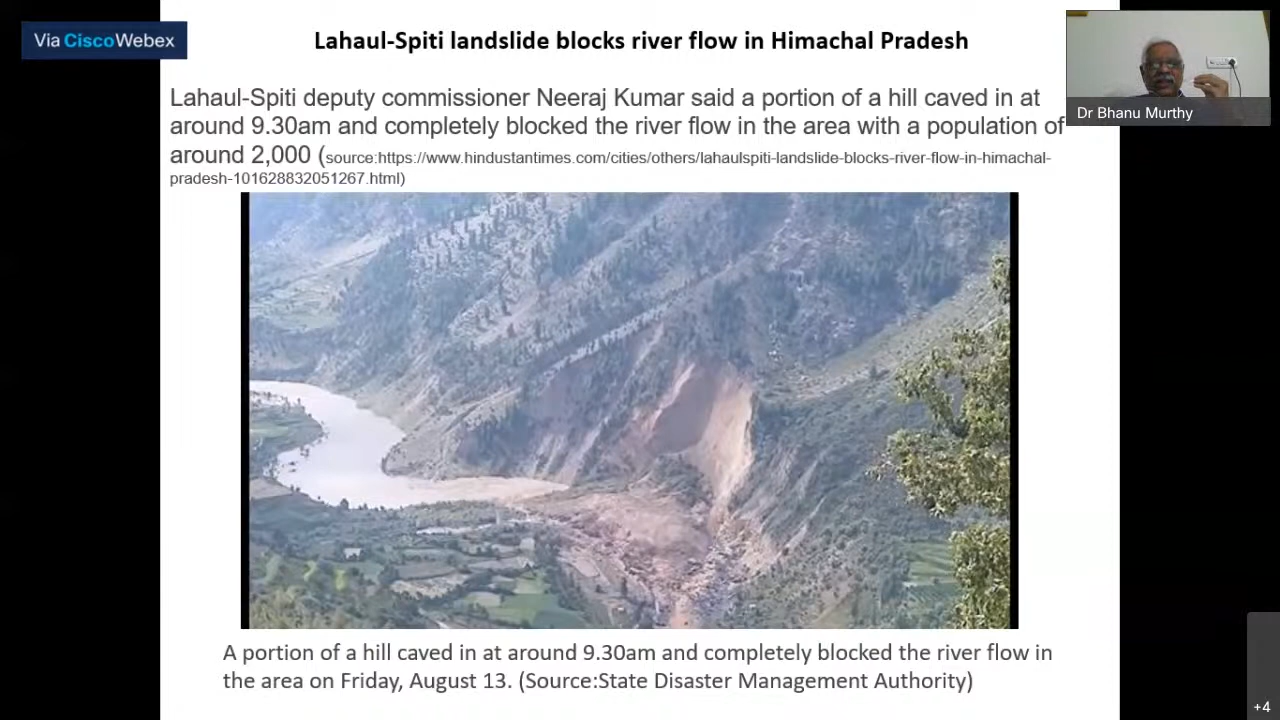 Via CiscoWebex
Lahaul-Spiti landslide blocks river flow in Himachal Pradesh
Lahaul-Spiti deputy commissioner Neeraj Kumar said a portion of a hill caved in at
around 9.30am and completely blocked the river flow in the area with a population of
around 2,000 (source:https://www.hindustantimes.com/cities/others/lahaulspiti-landslide-blocks-river-flow-in-himachal-
pradesh-101628832051267.html)
Dr Bhanu Murthy
A portion of a hill caved in at around 9.30am and completely blocked the river flow in
the area on Friday, August 13. (Source:State Disaster Management Authority)
+4